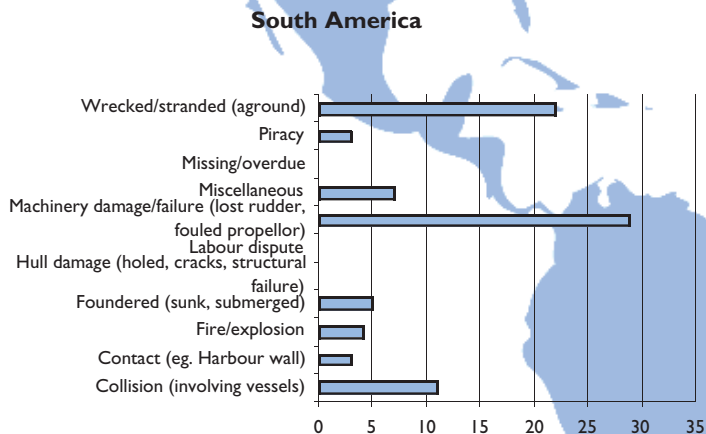 South America
Wrecked/stranded (aground)
Piracy
Missing/overdue
Miscellaneous
Machinery damage/failure (lost rudder,
fouled propellor)
Labour dispute
Hull damage (holed, cracks, structural
failure)
Foundered (sunk, submerged)
Fire/explosion
Contact (eg. Harbour wall)
Collision (involving vessels)
0 5 10 15 20 25 30 35